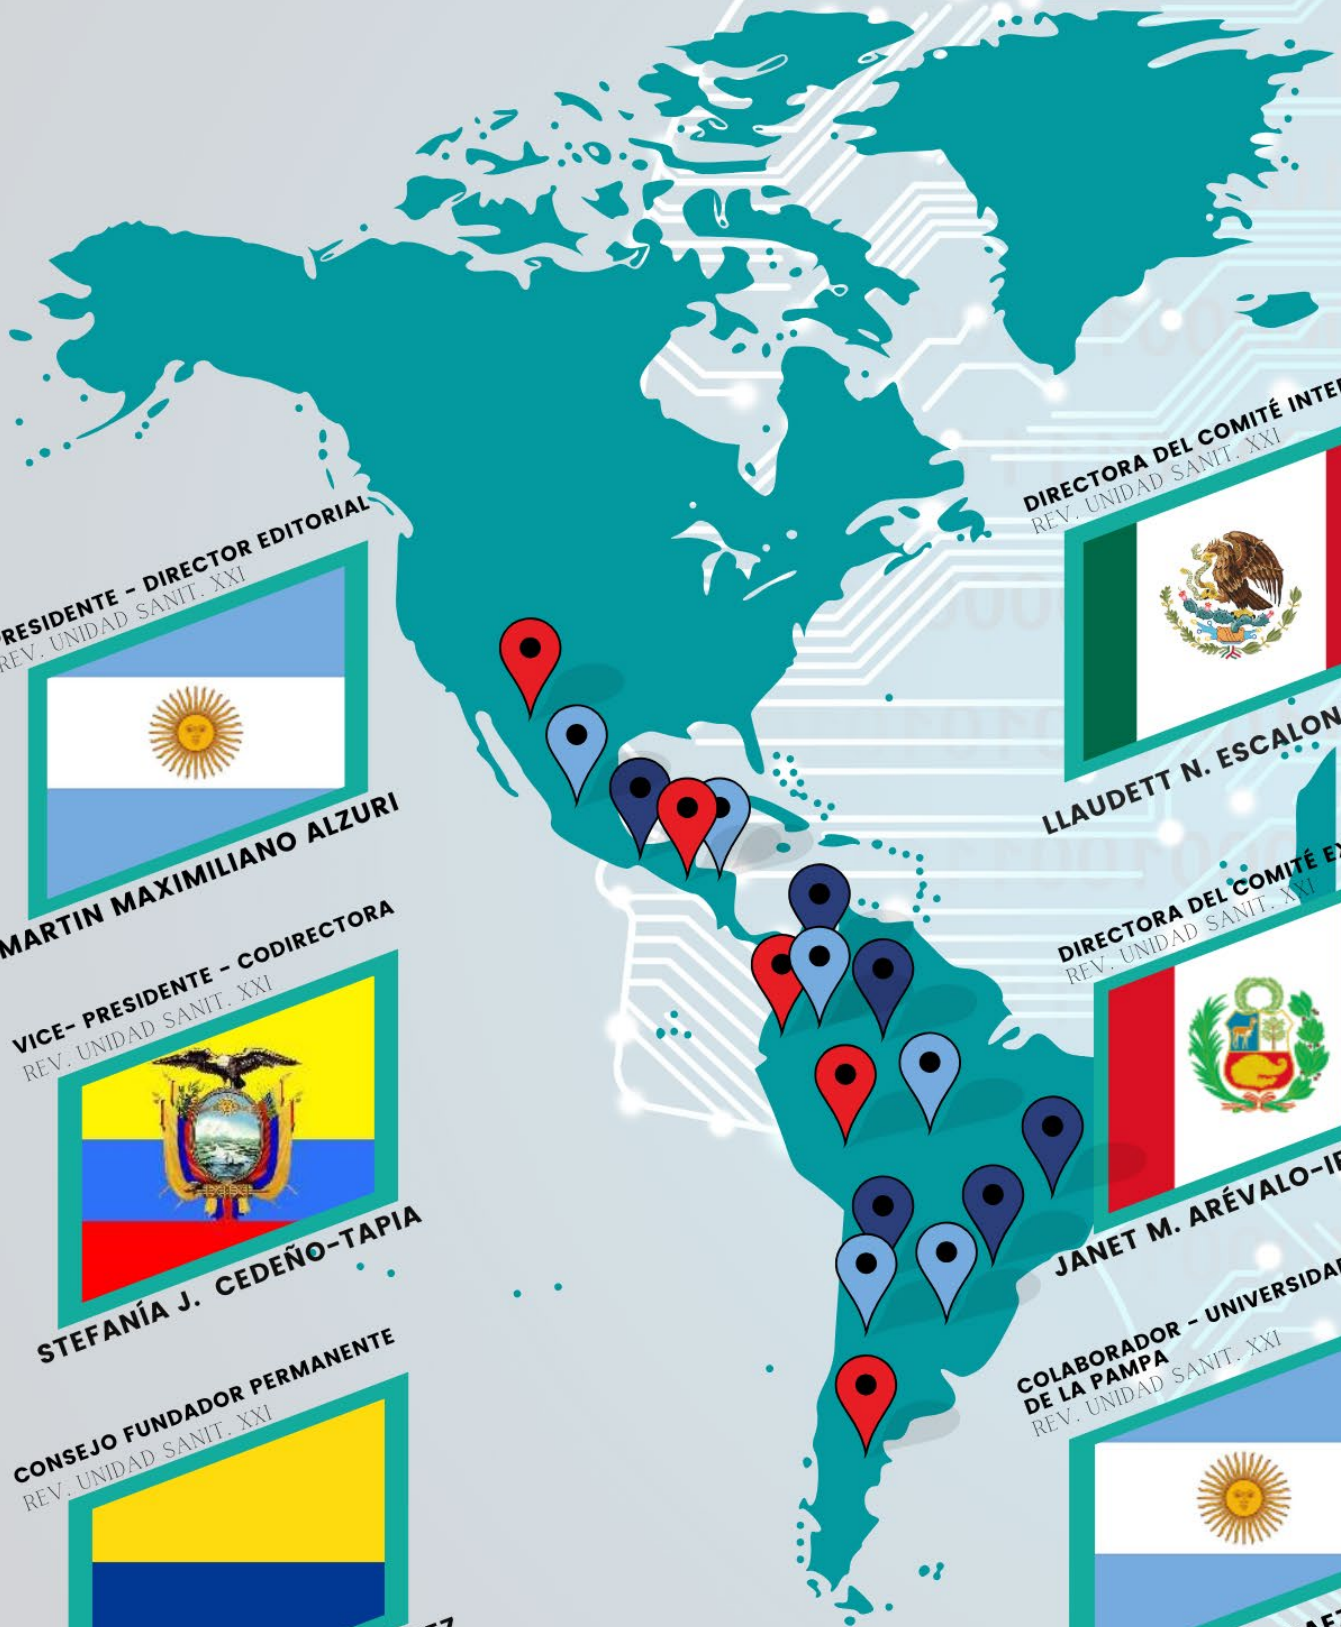 PRESIDENTE - DIRECTOR EDITORIAL
REV. UNIDAD SANIT. XXI
MARTIN MAXIMILIANO ALZURI
VICE- PRESIDENTE - CODIRECTORA
REV. UNIDAD SANIT. XXI
STEFANÍA J. CEDEÑO-TAPIA
CONSEJO FUNDADOR PERMANENTE
REV. UNIDAD SANIT. XXI
DIRECTORA DEL COMITÉ
REV. UNIDAD SANIT. XXI
LLAUDETT N.
DIRECTORA DEL COMITÉ
REV. UNIDAD SANIT. XXI
JANET M.
COLABORADOR - UNIVERSIDAD
DE LA PAMPA
REV. UNIDAD SANIT. XXI